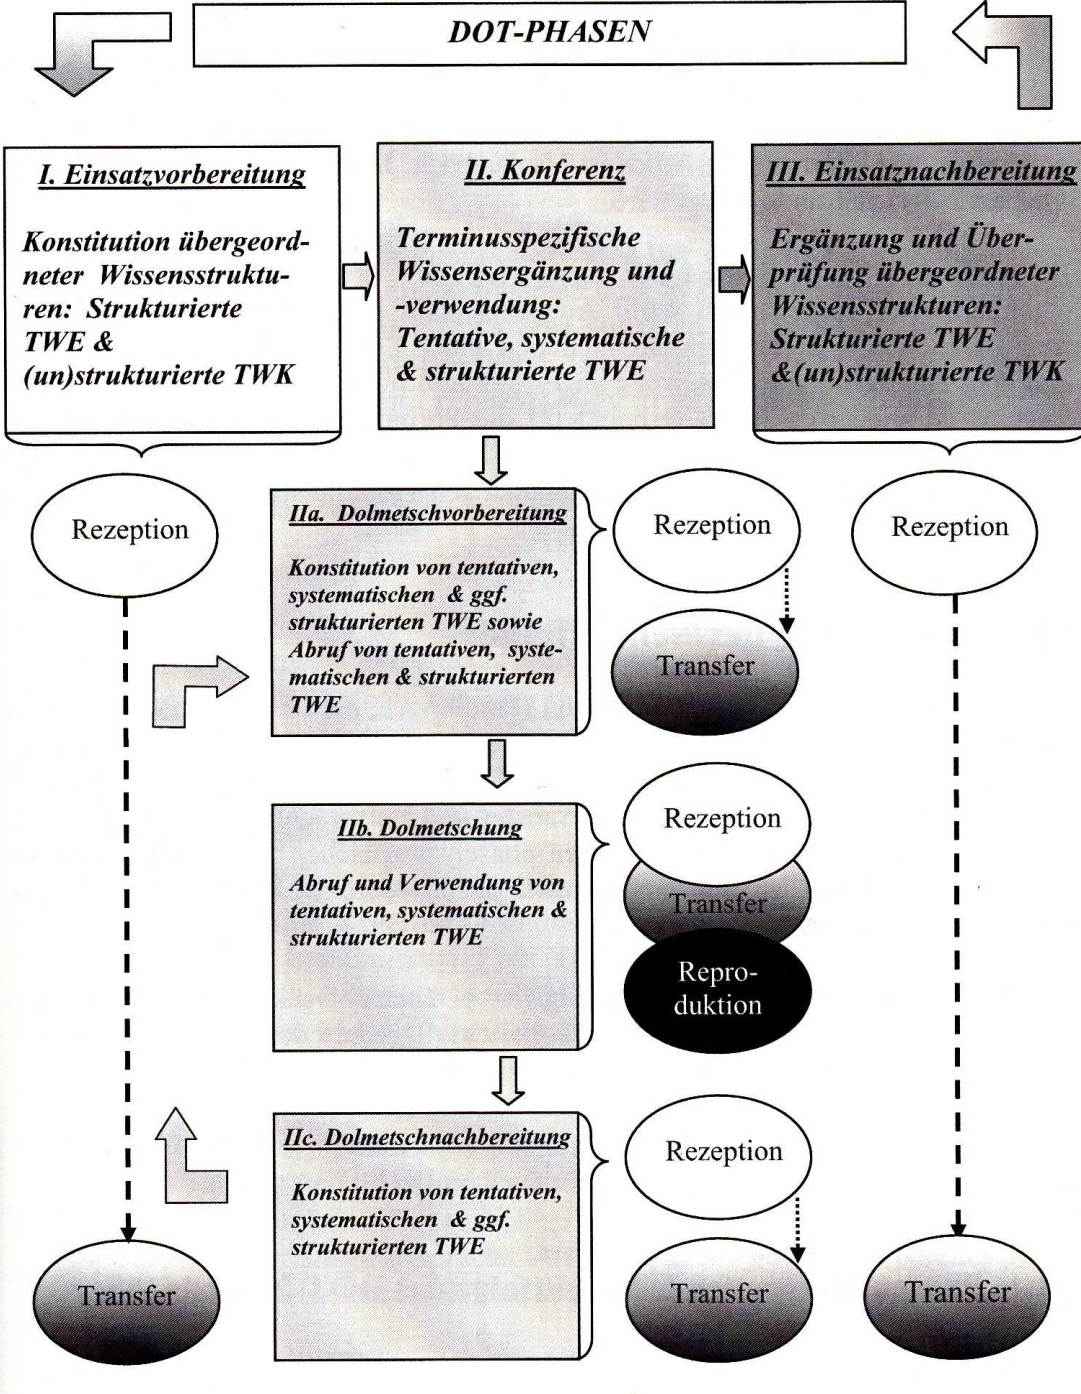 DOT-PHASEN
I. Einsatzvorbereitung
Konstitution übergeord-
neter Wissensstruktu-
ren: Strukturierte
TWE &
(un)strukturierte TWK
II. Konferenz
Terminusspezifische
Wissensergänzung und
-verwendung:
Tentative, systematische
& strukturierte TWE
III. Einsatznachbereitung
Ergänzung und Über-
prüfung übergeordneter
Wissensstrukturen:
Strukturierte TWE
&(un)strukturierte TWK
Rezeption
IIa. Dolmetschvorbereitung
Konstitution von tentativen,
systematischen & ggf.
strukturierten TWE sowie
Abruf von tentativen, syste-
matischen & strukturierten
TWE
Rezeption
Transfer
Rezeption
IIb. Dolmetschung
Abruf und Verwendung von
tentativen, systematischen &
strukturierten TWE
Rezeption
Transfer
Repro-
duktion
IIc. Dolmetschnachbereitung
Konstitution von tentativen,
systematischen & ggf.
strukturierten TWE
Rezeption
Transfer
Transfer
Transfer